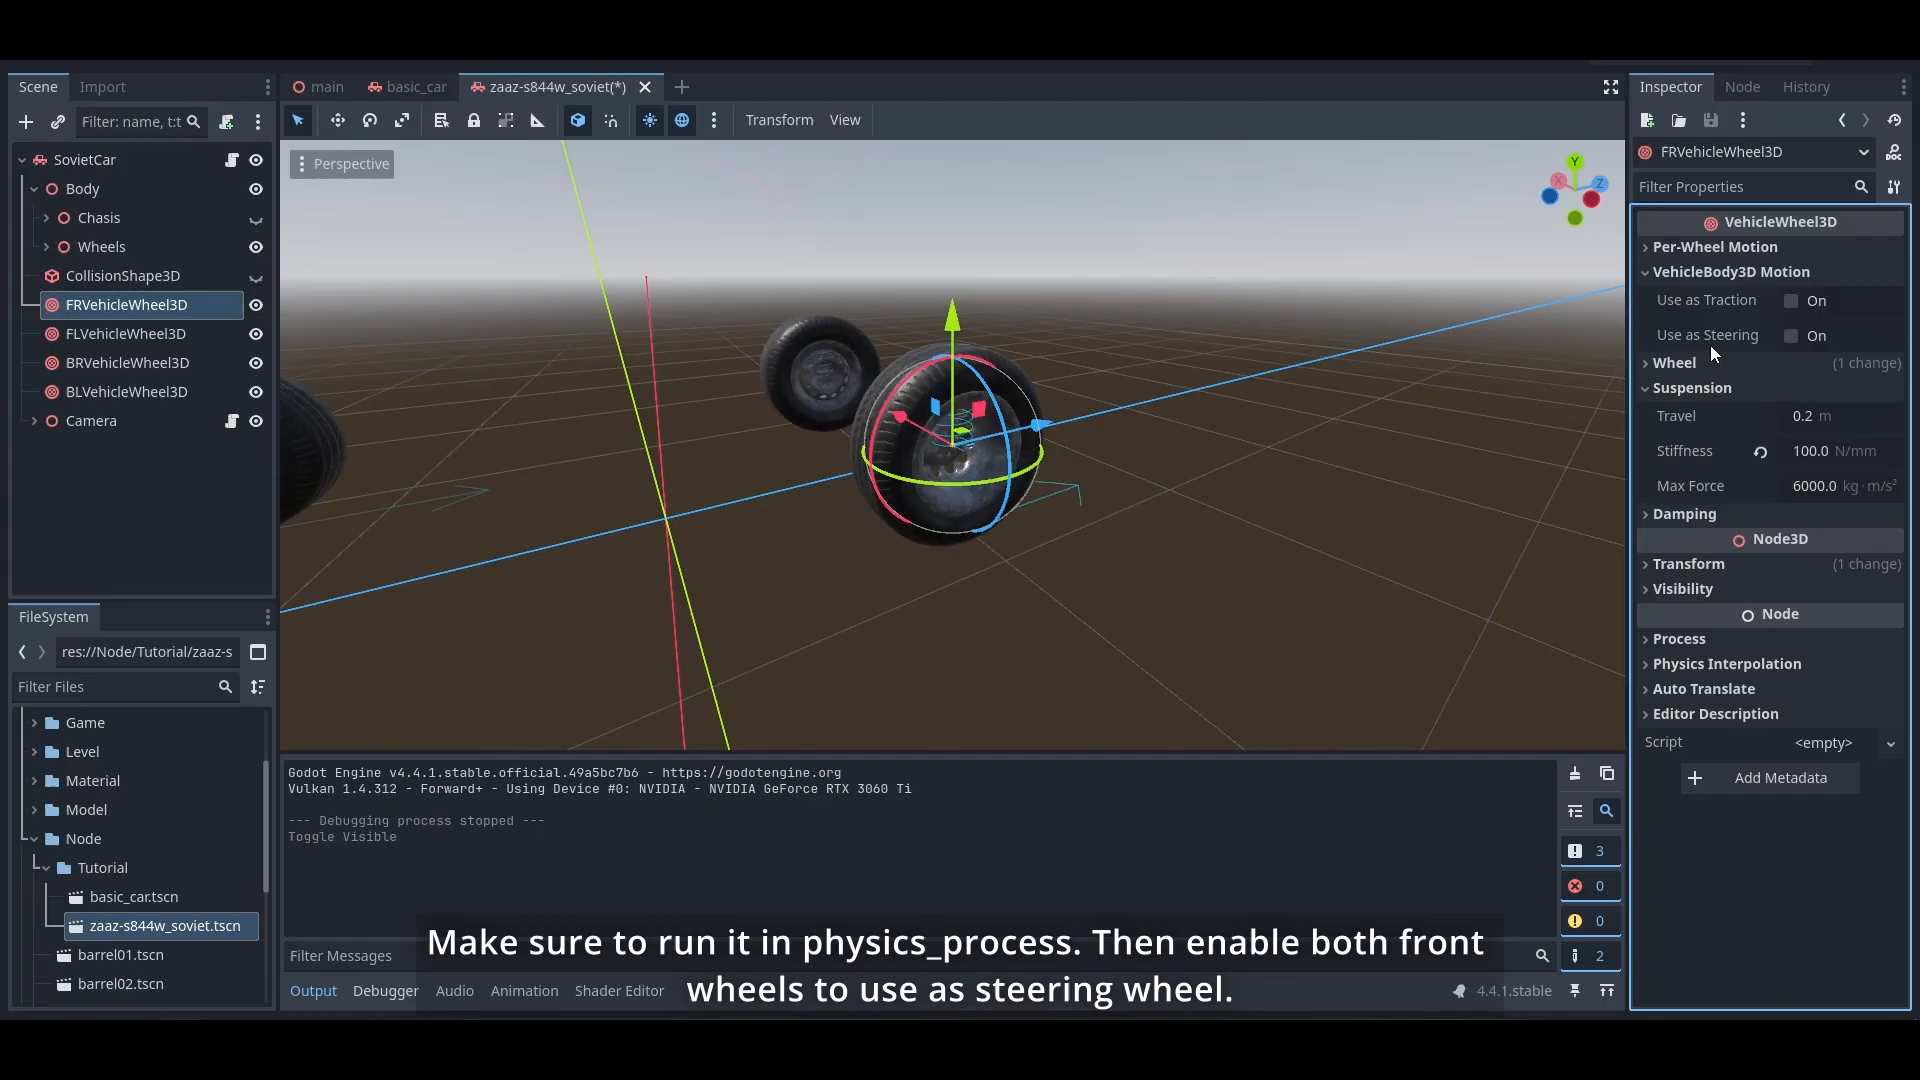 Scene
Import
Filter: name, t:t
SovietCar
Body
Chasis
Wheels
CollisionShape3D
FRVehicleWheel3D
FLVehicleWheel3D
BRVehicleWheel3D
BLVehicleWheel3D
Camera
FileSystem
res://Node/Tutorial/zaaz-s
Filter Files
Game
Level
Material
Model
Node
Tutorial
basic_car.tscn
zaaz-s844w_soviet.tscn
barrel01.tscn
barrel02.tscn
main
basic_car
zaaz-s844w_soviet(*)
Transform
View
Perspective
Y
X
Z
Godot Engine v4.4.1.stable.official.49a5bc7b6 - https://godotengine.org
Vulkan 1.4.312 - Forward+ - Using Device #0: NVIDIA - NVIDIA GeForce RTX 3060 Ti
--- Debugging process stopped ---
Toggle Visible
3
0
0
2
Filter Messages
Output
Debugger
Audio
Animation
Shader Editor
4.4.1.stable
Make sure to run it in physics_process. Then enable both front
wheels to use as steering wheel.
Inspector
Node
History
FRVehicleWheel3D
DOC
Filter Properties
VehicleWheel3D
Per-Wheel Motion
VehicleBody3D Motion
Use as Traction
On
Use as Steering
On
Wheel (1 change)
Suspension
Travel 0.2 m
Stiffness 100.0 N/mm
Max Force 6000.0 kg·m/s²
Damping
Node3D
Transform (1 change)
Visibility
Node
Process
Physics Interpolation
Auto Translate
Editor Description
Script <empty>
Add Metadata